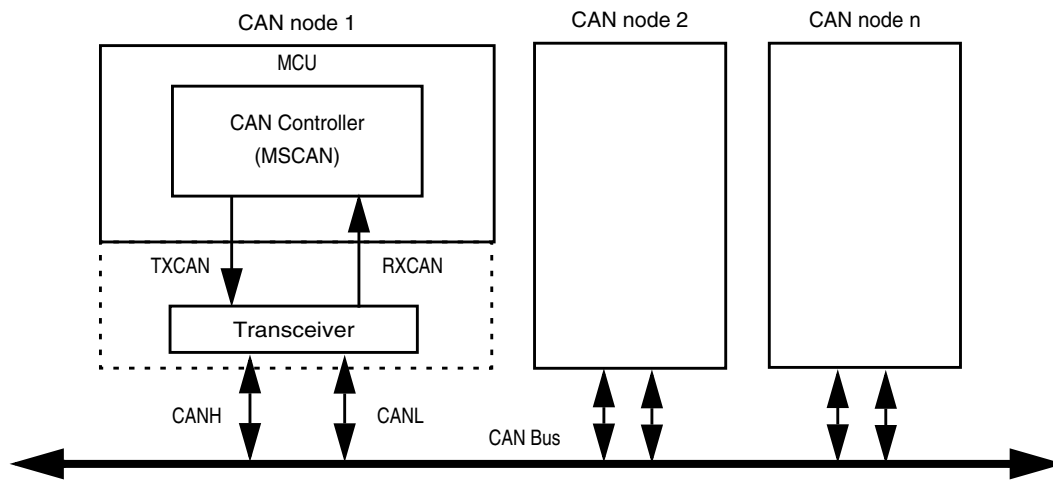 CAN node 1
CAN node 2
CAN node n
MCU
CAN Controller
(MSCAN)
TXCAN
RXCAN
Transceiver
CANH
CANL
CAN Bus